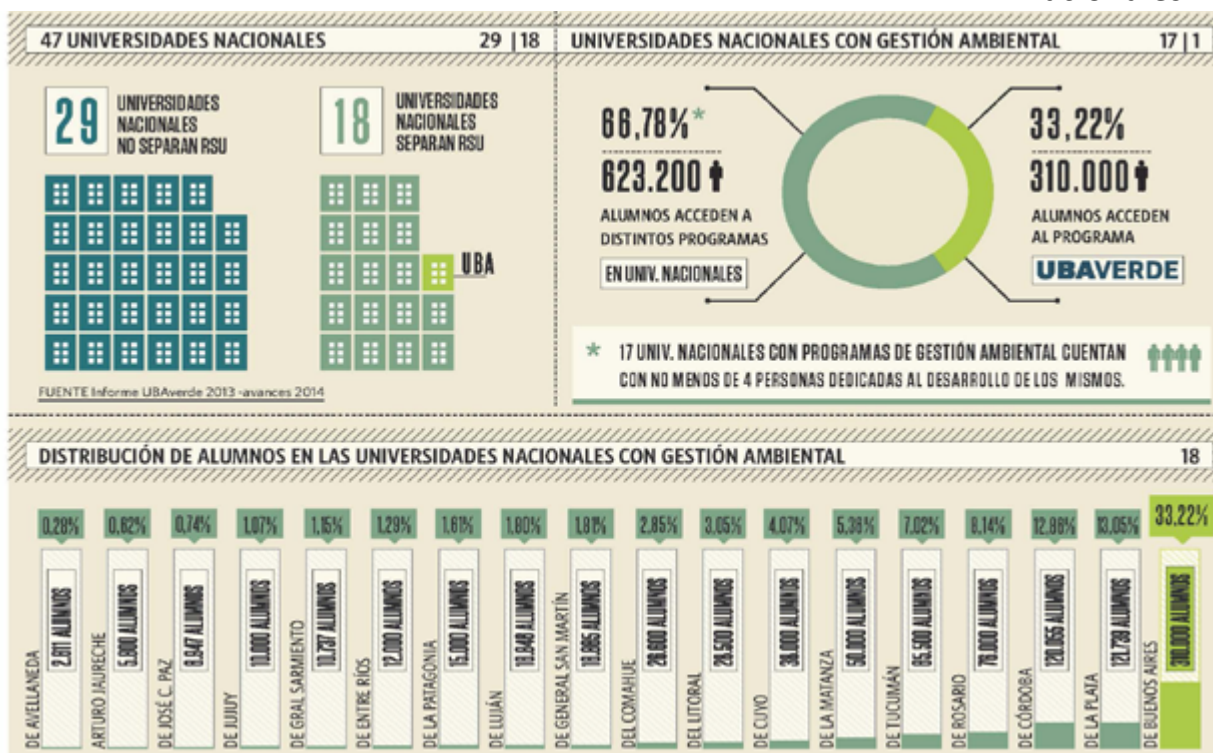 47 UNIVERSIDADES NACIONALES 29 | 18
29 UNIVERSIDADES
NACIONALES
NO SEPARAN RSU
18 UNIVERSIDADES
NACIONALES
SEPARAN RSU
UBA
FUENTE Informe UBAverde 2013 -avances 2014
UNIVERSIDADES NACIONALES CON GESTIÓN AMBIENTAL 17 | 1
66,78%*
623.200
ALUMNOS ACCEDEN A
DISTINTOS PROGRAMAS
EN UNIV. NACIONALES
33,22%
310.000
ALUMNOS ACCEDEN
AL PROGRAMA
UBAVERDE
* 17 UNIV. NACIONALES CON PROGRAMAS DE GESTIÓN AMBIENTAL CUENTAN
CON NO MENOS DE 4 PERSONAS DEDICADAS AL DESARROLLO DE LOS MISMOS.
DISTRIBUCIÓN DE ALUMNOS EN LAS UNIVERSIDADES NACIONALES CON GESTIÓN AMBIENTAL 18
0,28%
DE AVELLANEDA
2.611 ALUMNOS
0,62%
ARTURO JAURECHE
5.800 ALUMNOS
0,74%
DE JOSÉ C. PAZ
ALUMNOS
1,07%
DE JUJUY
10.000 ALUMNOS
1,15%
DE GRAL SARMIENTO
10.737 ALUMNOS
1,29%
DE ENTRE RÍOS
12.000 ALUMNOS
1,61%
DE LA PATAGONIA
15.000 ALUMNOS
1,80%
DE LUJÁN
ALUMNOS
1,81%
DE GENERAL SAN MARTÍN
ALUMNOS
2,85%
DEL COMAHUE
26.600 ALUMNOS
3,05%
DEL LITORAL
28.500 ALUMNOS
4,07%
DE CUYO
38.000 ALUMNOS
5,36%
DE LA MATANZA
50.000 ALUMNOS
7,02%
DE TUCUMÁN
65.500 ALUMNOS
8,14%
DE ROSARIO
76.000 ALUMNOS
12,86%
DE CÓRDOBA
120.055 ALUMNOS
13,05%
DE LA PLATA
121.739 ALUMNOS
33,22%
DE BUENOS AIRES
310.000 ALUMNOS